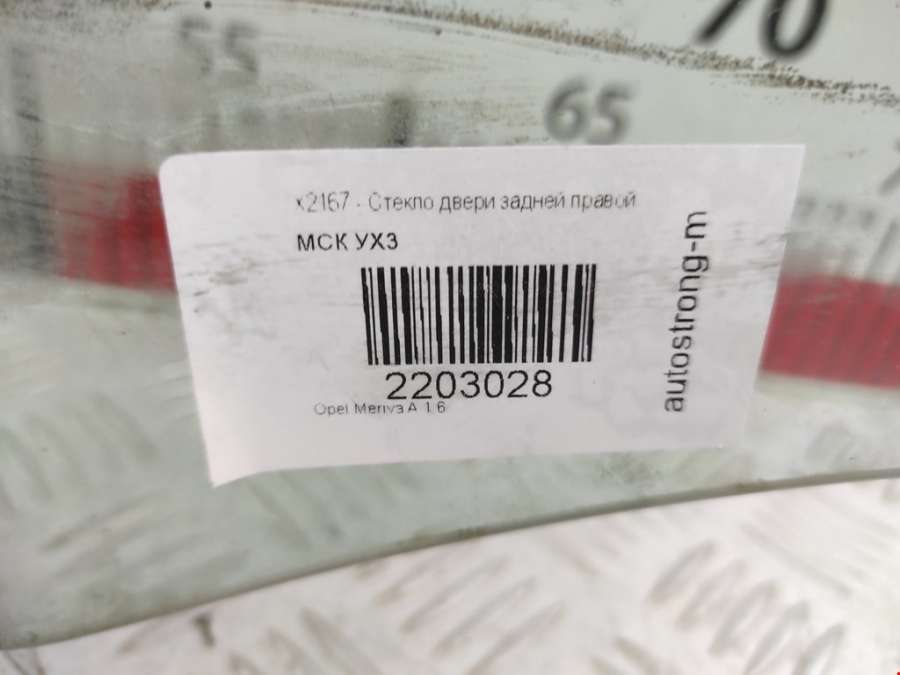 55
65
70
x2167 - Стекло двери задней правой
МСК УХ3
2203028
Opel Meriva A 1.6
autostrong-m